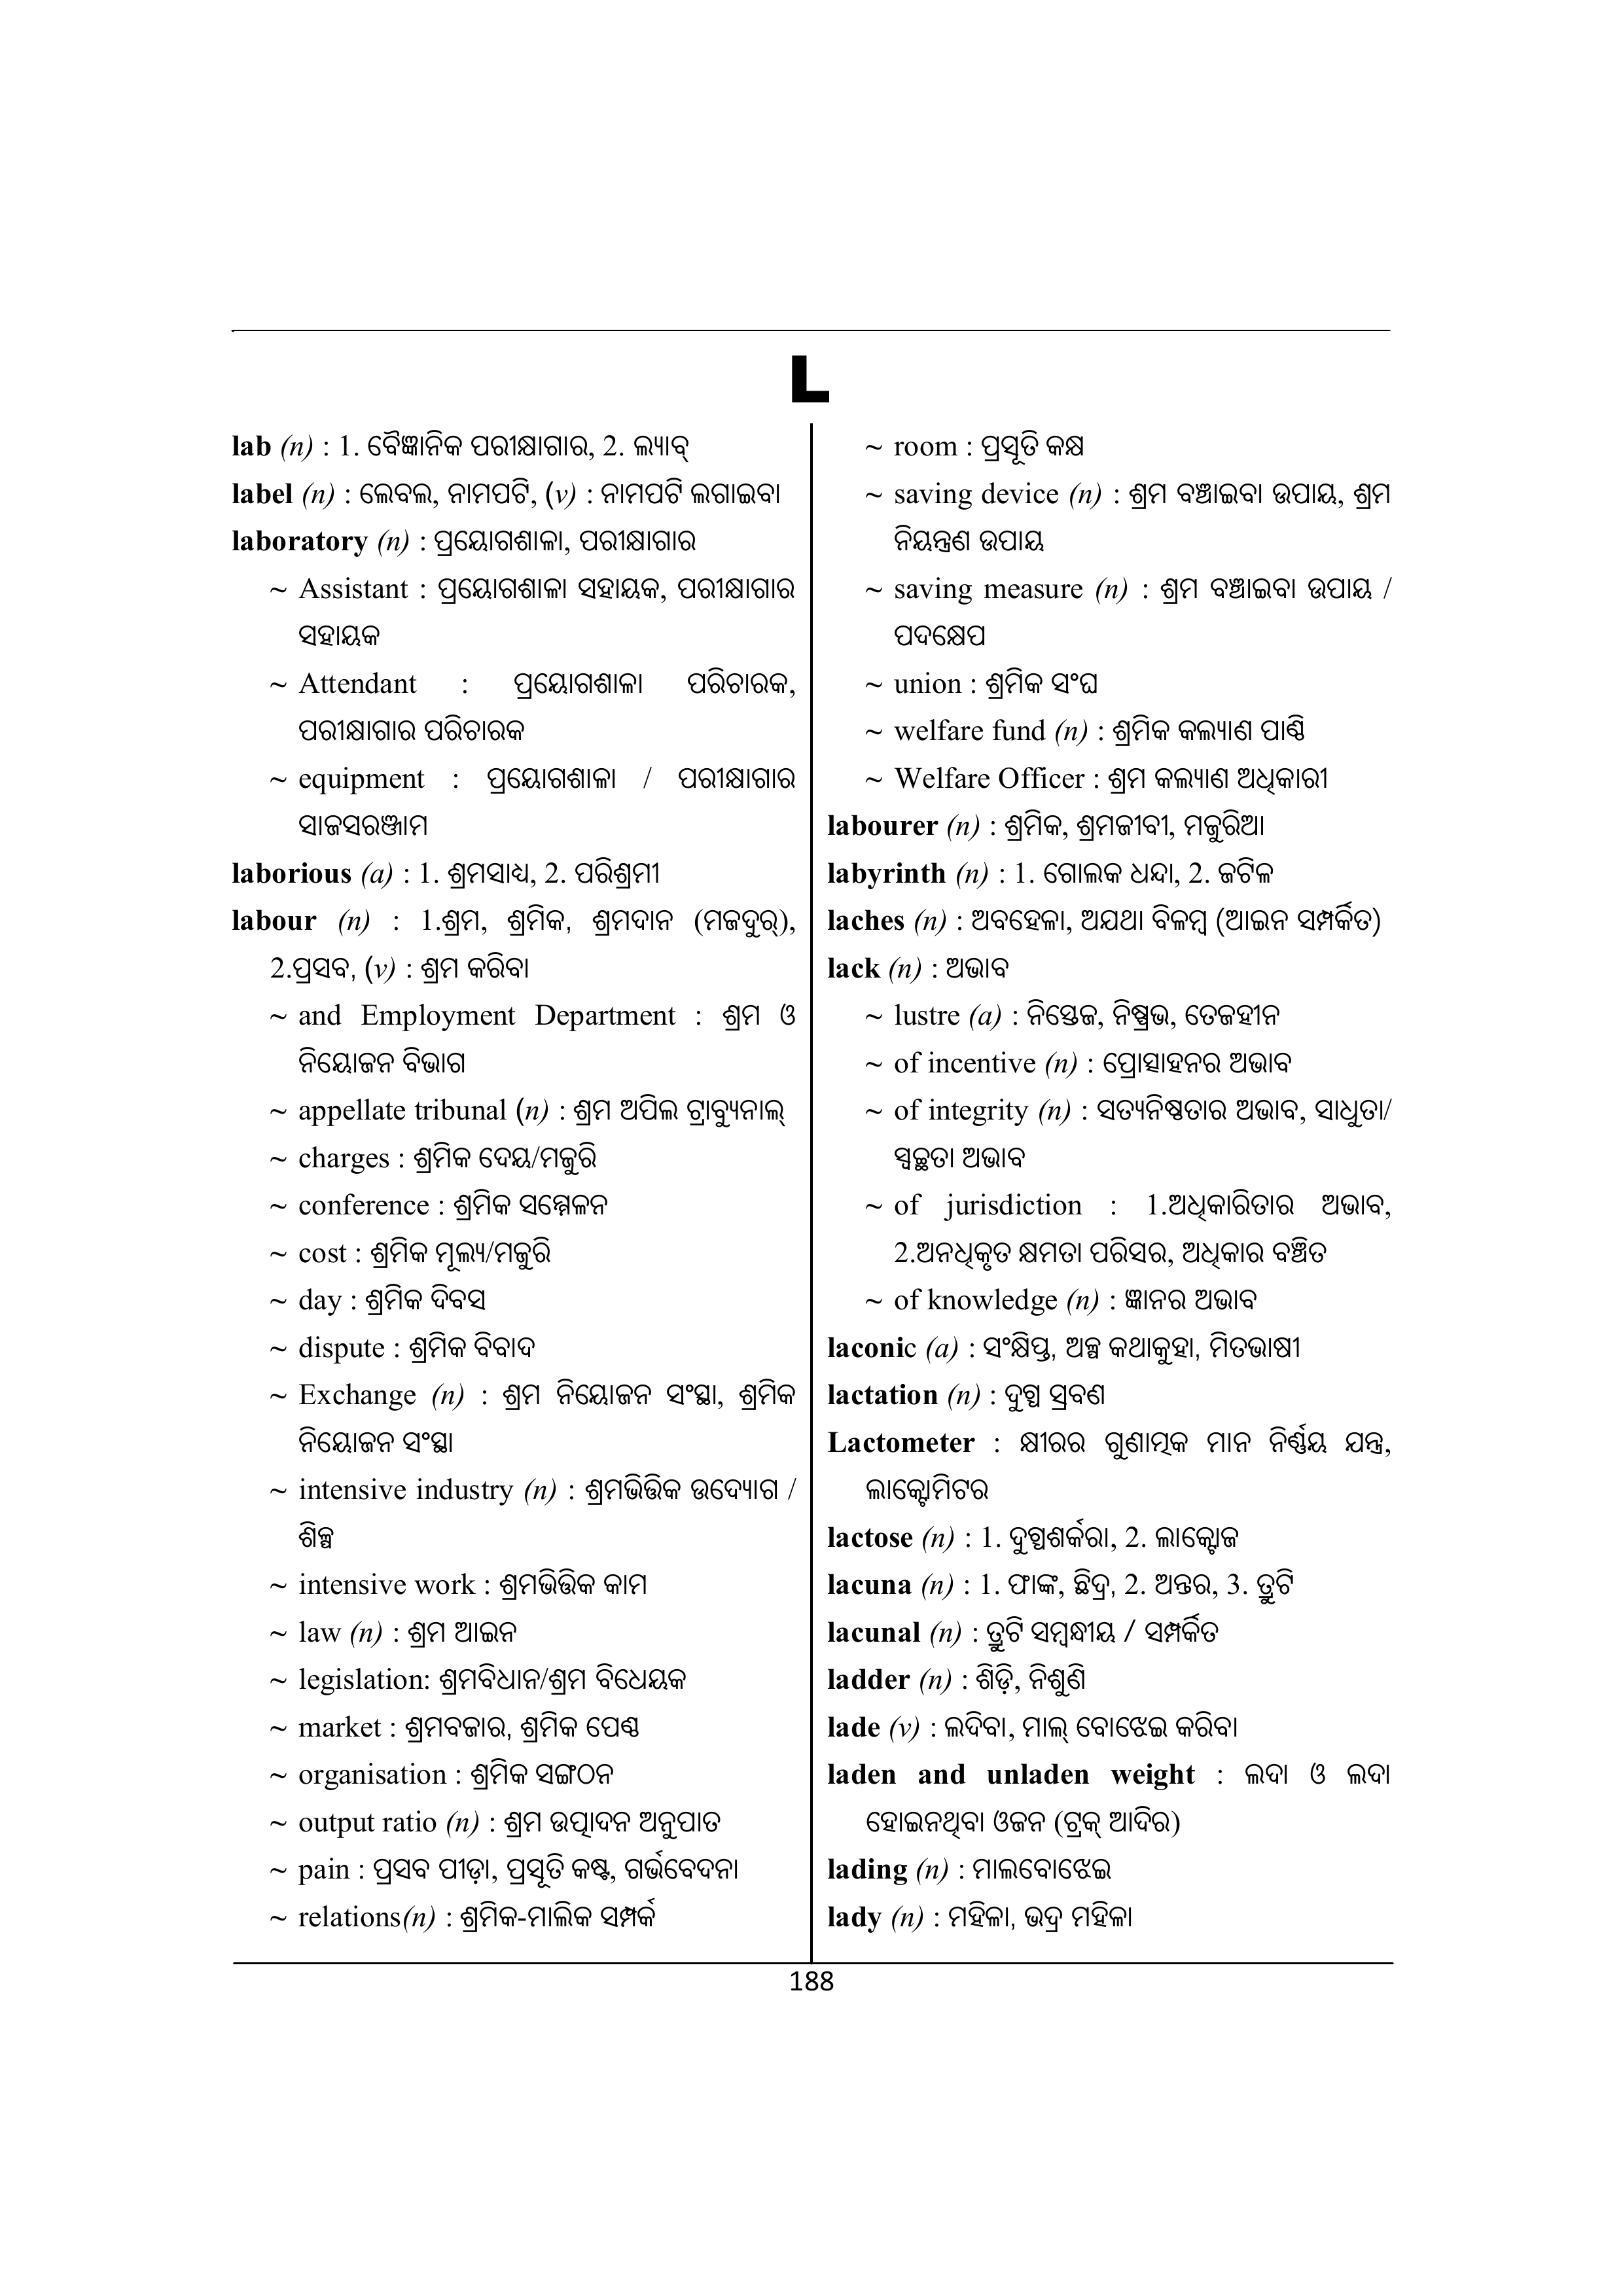 L
lab (n) : 1. ବୈଜ୍ଞାନିକ ପରୀକ୍ଷାଗାର, 2. ଲ୍ୟାବ୍
label (n) : ଲେବଲ, ନାମପଟି, (v) : ନାମପଟି ଲଗାଇବା
laboratory (n) : ପ୍ରୟୋଗଶାଳା, ପରୀକ୍ଷାଗାର
~ Assistant : ପ୍ରୟୋଗଶାଳା ସହାୟକ, ପରୀକ୍ଷାଗାର
ସହାୟକ
~ Attendant : ପ୍ରୟୋଗଶାଳା ପରିଚାରକ,
ପରୀକ୍ଷାଗାର ପରିଚାରକ
~ equipment : ପ୍ରୟୋଗଶାଳା / ପରୀକ୍ଷାଗାର
ସାଜସରଞ୍ଜାମ
laborious (a) : 1. ଶ୍ରମସାଧ୍ୟ, 2. ପରିଶ୍ରମୀ
labour (n) : 1.ଶ୍ରମ, ଶ୍ରମିକ, ଶ୍ରମଦାନ (ମଜଦୁର୍),
2.ପ୍ରସବ, (v) : ଶ୍ରମ କରିବା
~ and Employment Department : ଶ୍ରମ ଓ
ନିୟୋଜନ ବିଭାଗ
~ appellate tribunal (n) : ଶ୍ରମ ଅପିଲ ଟ୍ରାବ୍ୟୁନାଲ୍
~ charges : ଶ୍ରମିକ ଦେୟ/ମଜୁରି
~ conference : ଶ୍ରମିକ ସମ୍ମେଳନ
~ cost : ଶ୍ରମିକ ମୂଲ୍ୟ/ମଜୁରି
~ day : ଶ୍ରମିକ ଦିବସ
~ dispute : ଶ୍ରମିକ ବିବାଦ
~ Exchange (n) : ଶ୍ରମ ନିୟୋଜନ ସଂସ୍ଥା, ଶ୍ରମିକ
ନିୟୋଜନ ସଂସ୍ଥା
~ intensive industry (n) : ଶ୍ରମଭିତ୍ତିକ ଉଦ୍ୟୋଗ /
ଶିଳ୍ପ
~ intensive work : ଶ୍ରମଭିତ୍ତିକ କାମ
~ law (n) : ଶ୍ରମ ଆଇନ
~ legislation: ଶ୍ରମବିଧାନ/ଶ୍ରମ ବିଧେୟକ
~ market : ଶ୍ରମବଜାର, ଶ୍ରମିକ ପେଣ୍ଠ
~ organisation : ଶ୍ରମିକ ସଙ୍ଗଠନ
~ output ratio (n) : ଶ୍ରମ ଉତ୍ପାଦନ ଅନୁପାତ
~ pain : ପ୍ରସବ ପୀଡ଼ା, ପ୍ରସୂତି କଷ୍ଟ, ଗର୍ଭବେଦନା
~ relations(n) : ଶ୍ରମିକ-ମାଲିକ ସମ୍ପର୍କ
~ room : ପ୍ରସୂତି କକ୍ଷ
~ saving device (n) : ଶ୍ରମ ବଞ୍ଚାଇବା ଉପାୟ, ଶ୍ରମ
ନିୟନ୍ତ୍ରଣ ଉପାୟ
~ saving measure (n) : ଶ୍ରମ ବଞ୍ଚାଇବା ଉପାୟ /
ପଦକ୍ଷେପ
~ union : ଶ୍ରମିକ ସଂଘ
~ welfare fund (n) : ଶ୍ରମିକ କଲ୍ୟାଣ ପାଣ୍ଠି
~ Welfare Officer : ଶ୍ରମ କଲ୍ୟାଣ ଅଧିକାରୀ
labourer (n) : ଶ୍ରମିକ, ଶ୍ରମଜୀବୀ, ମଜୁରିଆ
labyrinth (n) : 1. ଗୋଲକ ଧନ୍ଦା, 2. ଜଟିଳ
laches (n) : ଅବହେଳା, ଅଯଥା ବିଳମ୍ବ (ଆଇନ ସମ୍ପର୍କିତ)
lack (n) : ଅଭାବ
~ lustre (a) : ନିସ୍ତେଜ, ନିଷ୍ପ୍ରଭ, ତେଜହୀନ
~ of incentive (n) : ପ୍ରୋତ୍ସାହନର ଅଭାବ
~ of integrity (n) : ସତ୍ୟନିଷ୍ଠତାର ଅଭାବ, ସାଧୁତା/
ସ୍ୱଚ୍ଛତା ଅଭାବ
~ of jurisdiction : 1.ଅଧିକାରିତାର ଅଭାବ,
2.ଅନଧିକୃତ କ୍ଷମତା ପରିସର, ଅଧିକାର ବଞ୍ଚିତ
~ of knowledge (n) : ଜ୍ଞାନର ଅଭାବ
laconic (a) : ସଂକ୍ଷିପ୍ତ, ଅଳ୍ପ କଥାକୁହା, ମିତଭାଷୀ
lactation (n) : ଦୁଗ୍ଧ ସ୍ରବଣ
Lactometer : କ୍ଷୀରର ଗୁଣାତ୍ମକ ମାନ ନିର୍ଣ୍ଣୟ ଯନ୍ତ୍ର,
ଲାକ୍ଟୋମିଟର
lactose (n) : 1. ଦୁଗ୍ଧଶର୍କରା, 2. ଲାକ୍ଟୋଜ
lacuna (n) : 1. ଫାଙ୍କ, ଛିଦ୍ର, 2. ଅନ୍ତର, 3. ତ୍ରୁଟି
lacunal (n) : ତ୍ରୁଟି ସମ୍ବନ୍ଧୀୟ / ସମ୍ପର୍କିତ
ladder (n) : ଶିଡ଼ି, ନିଶୁଣି
lade (v) : ଲଦିବା, ମାଲ୍ ବୋଝେଇ କରିବା
laden and unladen weight : ଲଦା ଓ ଲଦା
ହୋଇନଥିବା ଓଜନ (ଟ୍ରକ୍ ଆଦିର)
lading (n) : ମାଲବୋଝେଇ
lady (n) : ମହିଳା, ଭଦ୍ର ମହିଳା
188